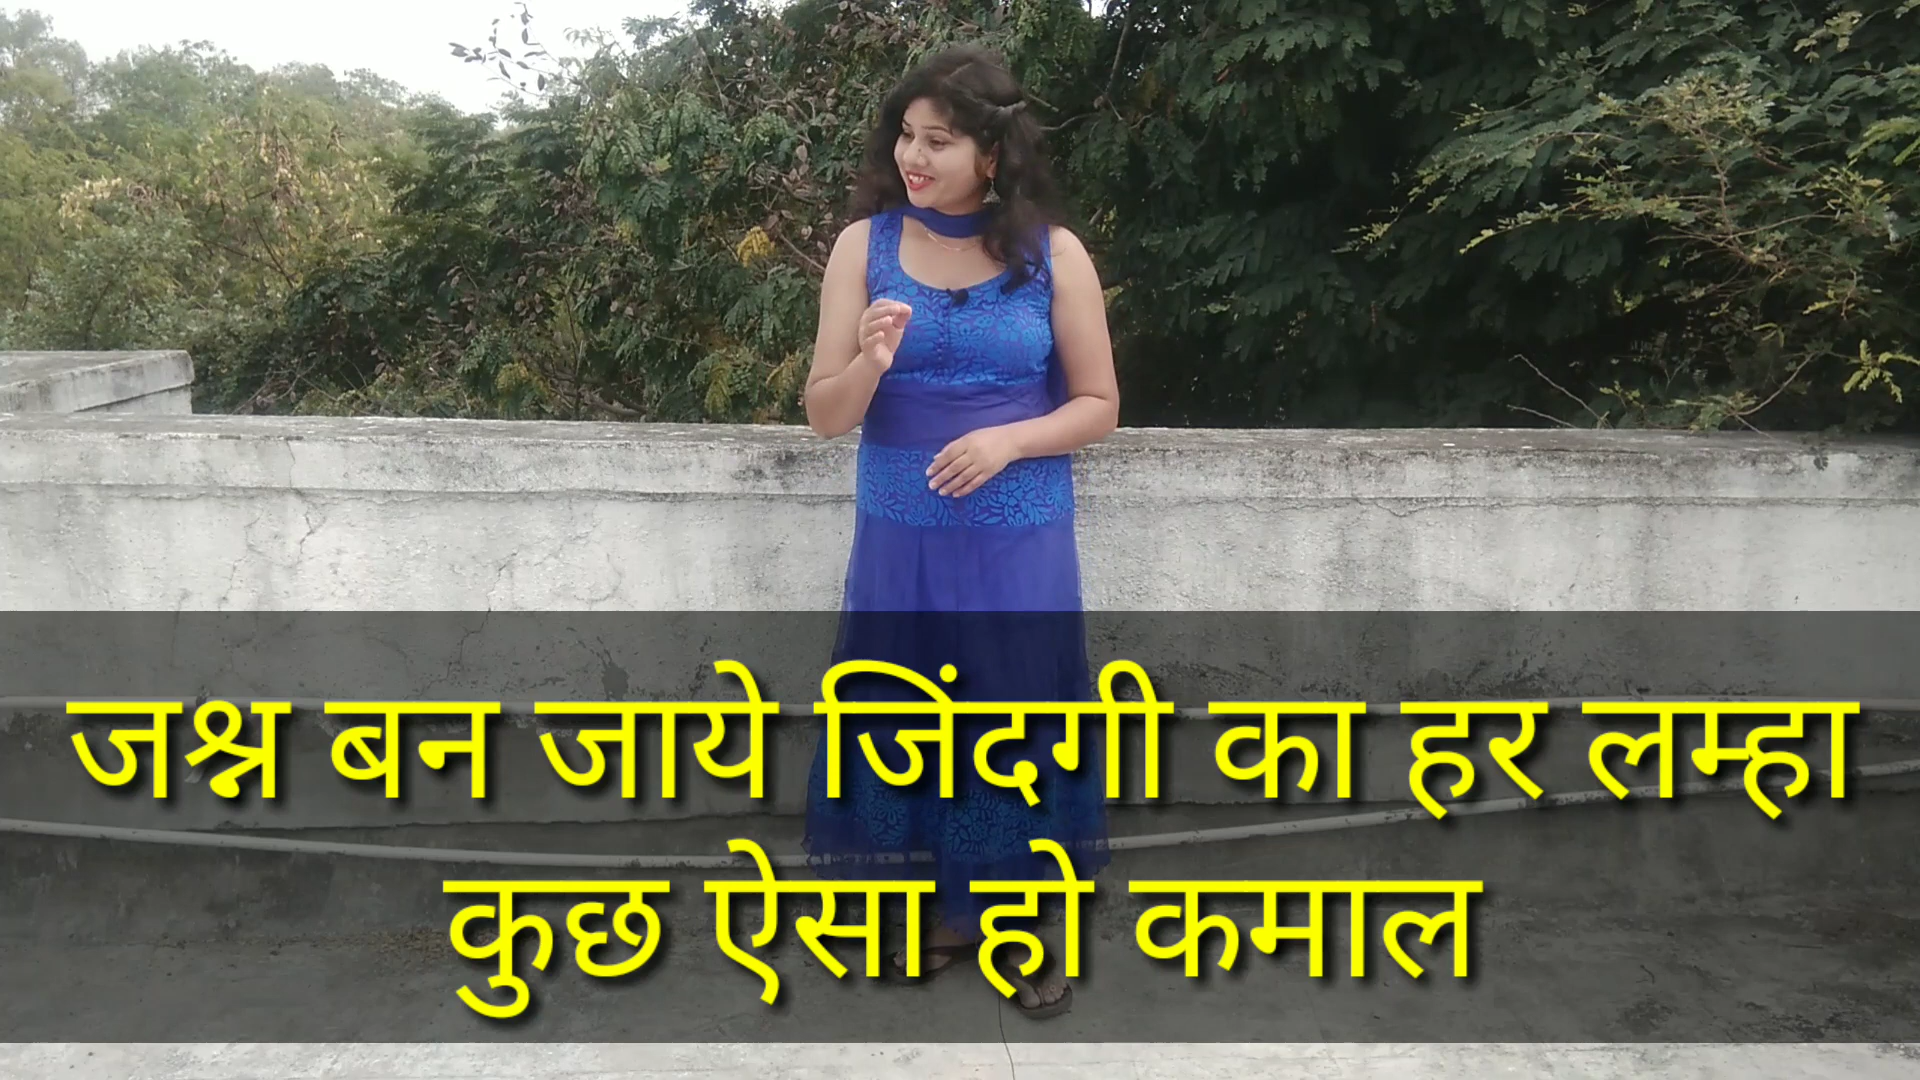 जश्न बन जाये जिंदगी का हर लम्हा
कुछ ऐसा हो कमाल